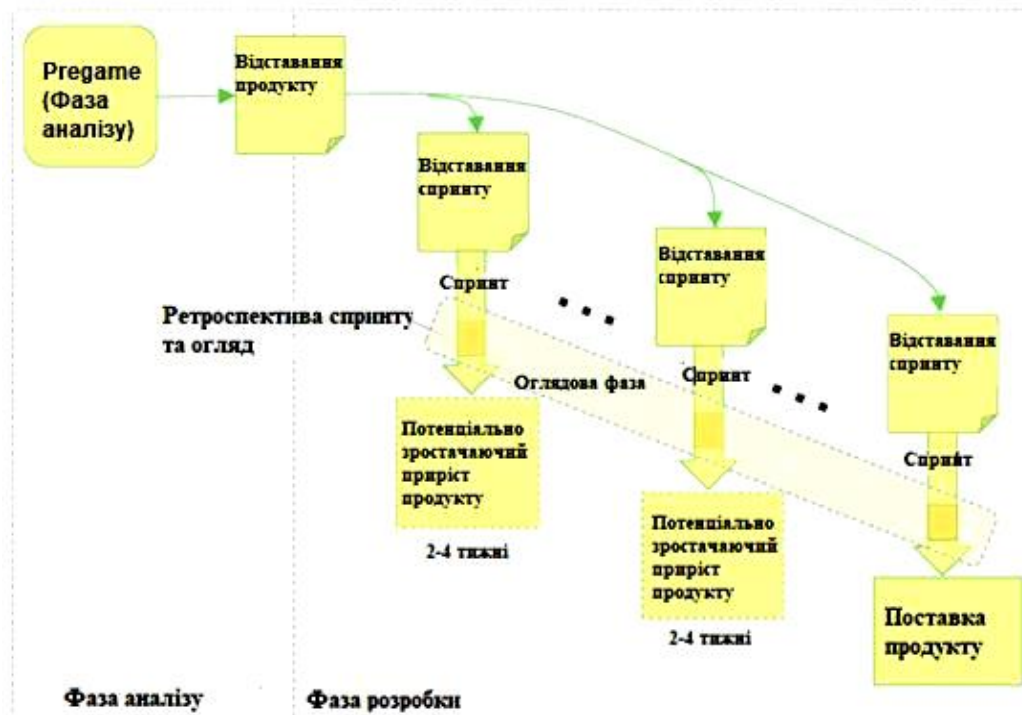 Pregame
(Фаза
аналізу)
Відставання
продукту
Відставання
спринту
Спринт
Відставання
спринту
Спринт
Відставання
спринту
Спринт
Ретроспектива спринту
та огляд
Оглядова фаза
Потенціально
зростачаючий
приріст
продукту
2-4 тижні
Потенціально
зростачаючий
приріст
продукту
2-4 тижні
Поставка
продукту
Фаза аналізу
Фаза розробки